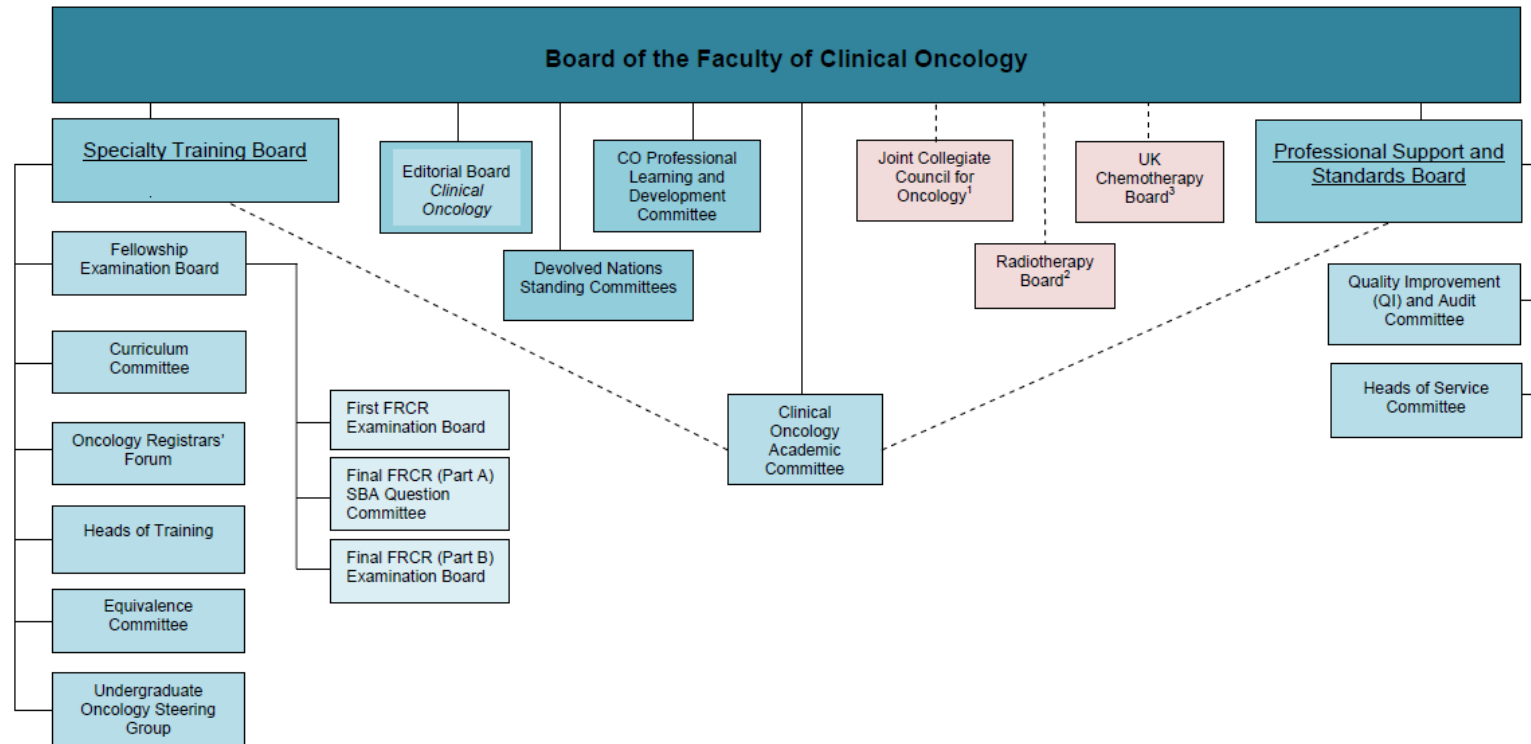 Board of the Faculty of Clinical Oncology
Specialty Training Board
.
Editorial Board
Clinical
Oncology
CO Professional
Learning and
Development
Committee
Joint Collegiate
Council for
Oncology¹
UK
Chemotherapy
Board³
Professional Support and
Standards Board
Devolved Nations
Standing Committees
Radiotherapy
Board²
Fellowship
Examination Board
Curriculum
Committee
Oncology Registrars'
Forum
Heads of Training
Equivalence
Committee
Undergraduate
Oncology Steering
Group
First FRCR
Examination Board
Final FRCR (Part A)
SBA Question
Committee
Final FRCR (Part B)
Examination Board
Clinical
Oncology
Academic
Committee
Quality Improvement
(QI) and Audit
Committee
Heads of Service
Committee